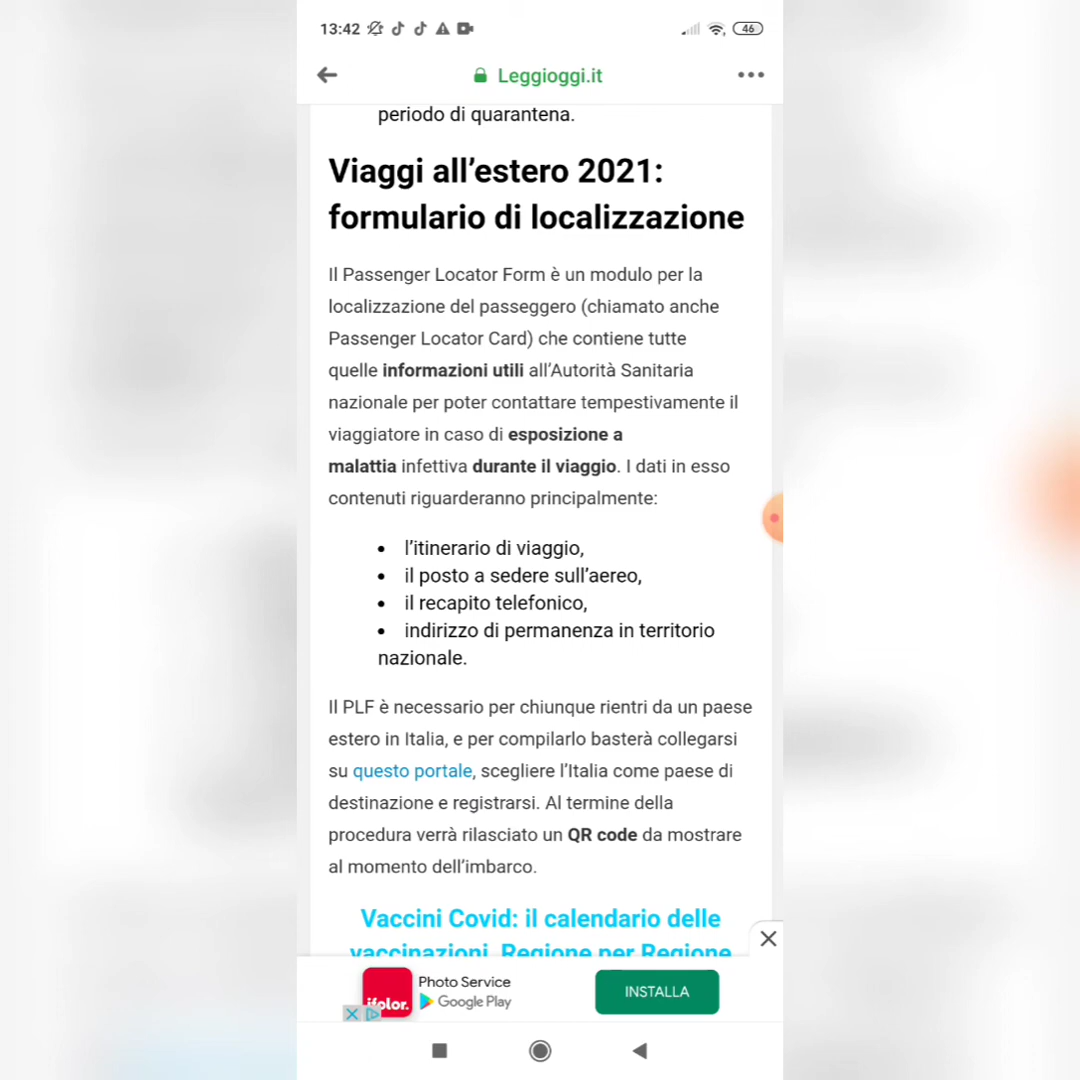 13:42
46
Leggioggi.it
periodo di quarantena.
Viaggi all'estero 2021:
formulario di localizzazione
Il Passenger Locator Form è un modulo per la
localizzazione del passeggero (chiamato anche
Passenger Locator Card) che contiene tutte
quelle informazioni utili all'Autorità Sanitaria
nazionale per poter contattare tempestivamente il
viaggiatore in caso di esposizione a
malattia infettiva durante il viaggio. I dati in esso
contenuti riguarderanno principalmente:
• l'itinerario di viaggio,
• il posto a sedere sull'aereo,
• il recapito telefonico,
• indirizzo di permanenza in territorio
nazionale.
Il PLF è necessario per chiunque rientri da un paese
estero in Italia, e per compilarlo basterà collegarsi
su questo portale, scegliere l'Italia come paese di
destinazione e registrarsi. Al termine della
procedura verrà rilasciato un QR code da mostrare
al momento dell'imbarco.
Vaccini Covid: il calendario delle
vaccinazioni, Regione per Regione
ifolor.
Photo Service
Google Play
INSTALLA